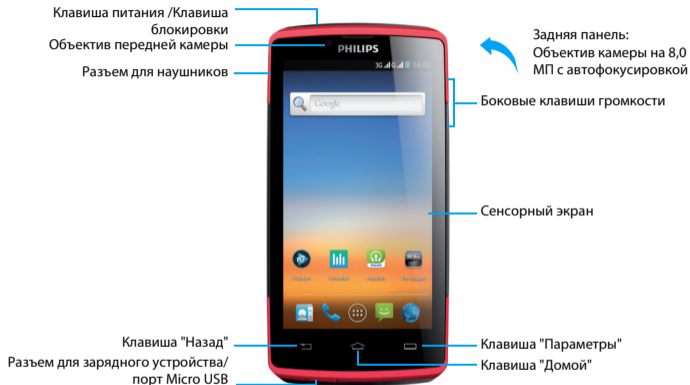 Клавиша питания /Клавиша
блокировки
Объектив передней камеры
Разъем для наушников
PHILIPS
3G G
Google
Задняя панель:
Объектив камеры на 8,0
МП с автофокусировкой
Боковые клавиши громкости
Сенсорный экран
Клавиша "Назад"
Разъем для зарядного устройства/
порт Micro USB
Клавиша "Параметры"
Клавиша "Домой"